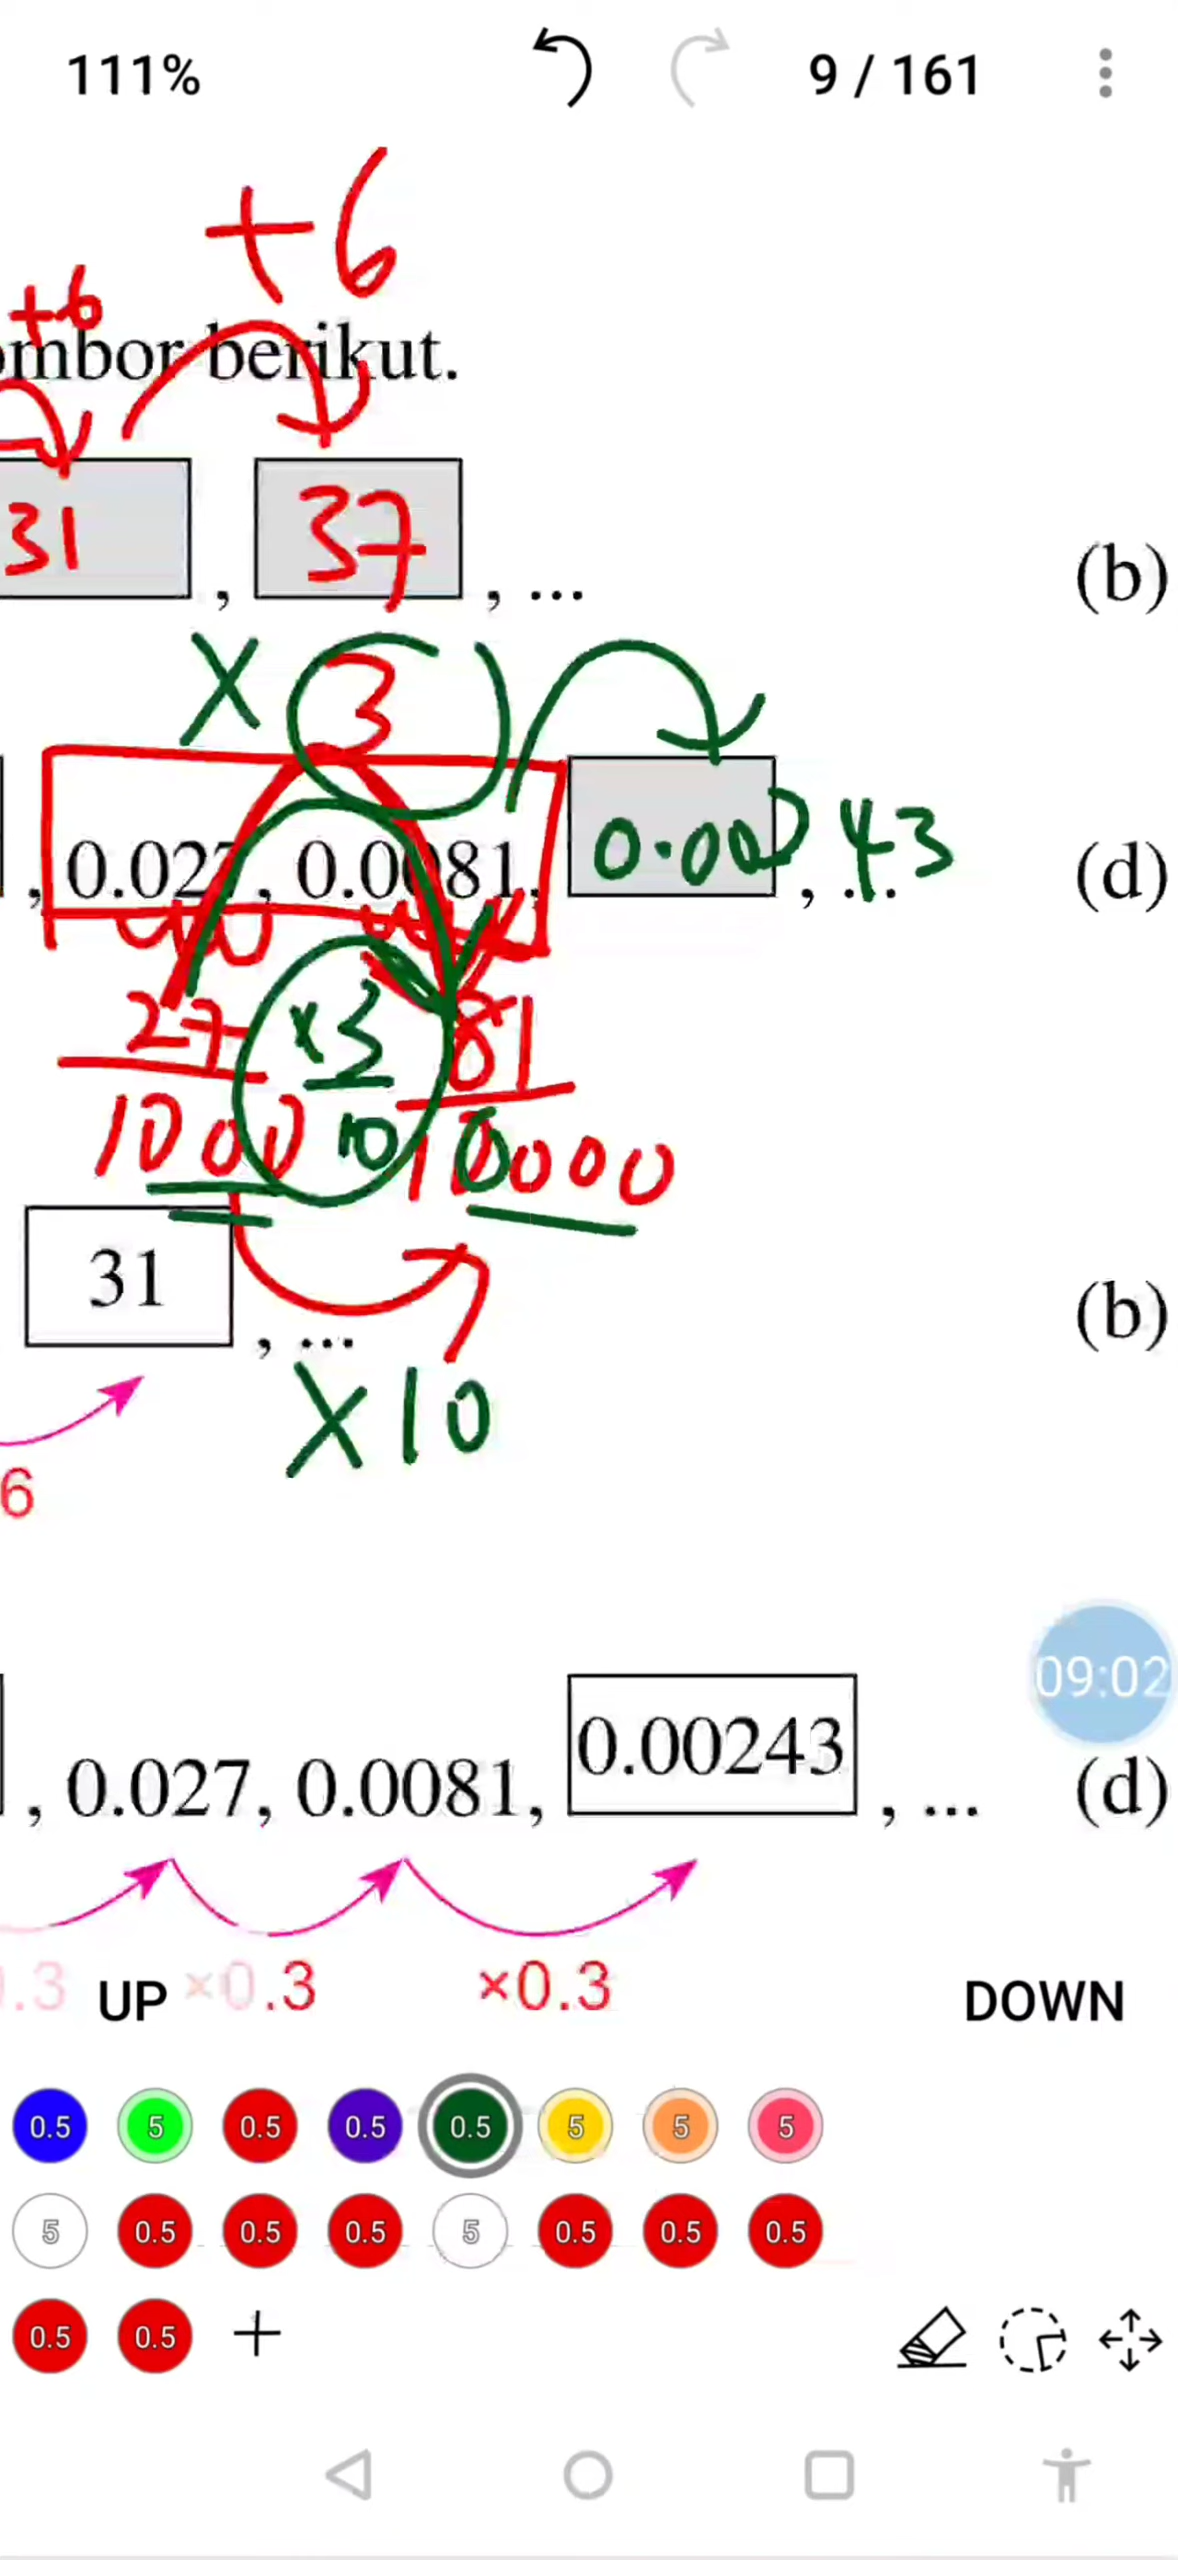 111% 9 / 161
+6
+6
ombor berikut.
31 , 37 , ... (b)
× 3
, 0.027, 0.0081, 0.00243 , ... (d)
27 ×3 81
1000 10 10000
31 , ... (b)
×10
6
09:02
, 0.027, 0.0081, 0.00243 , ... (d)
.3 ×0.3 ×0.3
UP DOWN
0.5 5 0.5 0.5 0.5 5 5 5
5 0.5 0.5 0.5 5 0.5 0.5 0.5
0.5 0.5 +